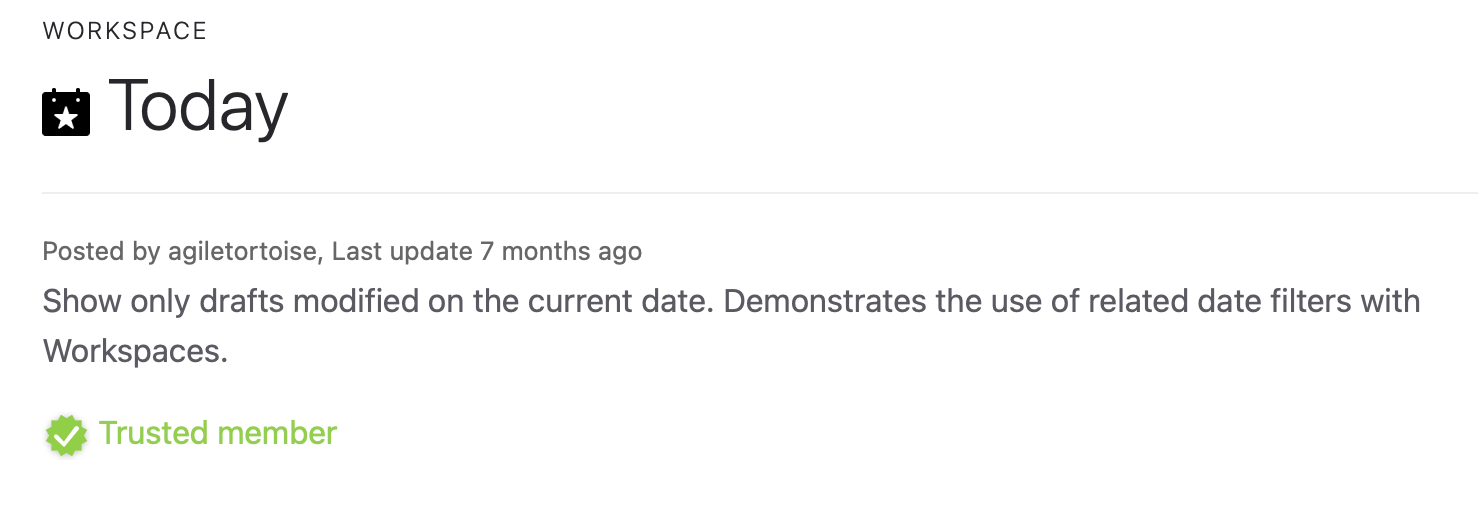 WORKSPACE
Today
Posted by agiletortoise, Last update 7 months ago
Show only drafts modified on the current date. Demonstrates the use of related date filters with
Workspaces.
Trusted member